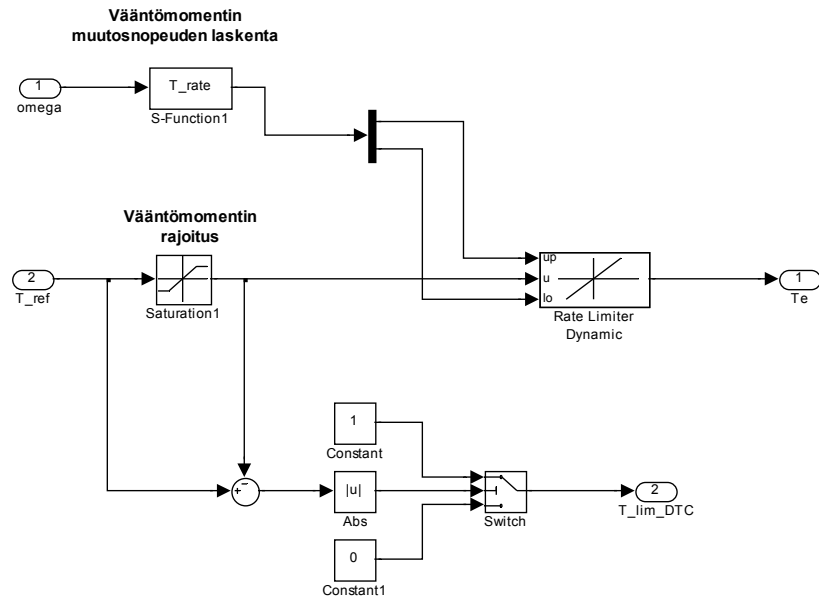 Vääntömomentin
muutosnopeuden laskenta
1
omega
T_rate
S-Function1
Vääntömomentin
rajoitus
2
T_ref
Saturation1
up
u
lo
Rate Limiter
Dynamic
1
Te
1
Constant
+
−
|u|
Abs
Switch
2
T_lim_DTC
0
Constant1